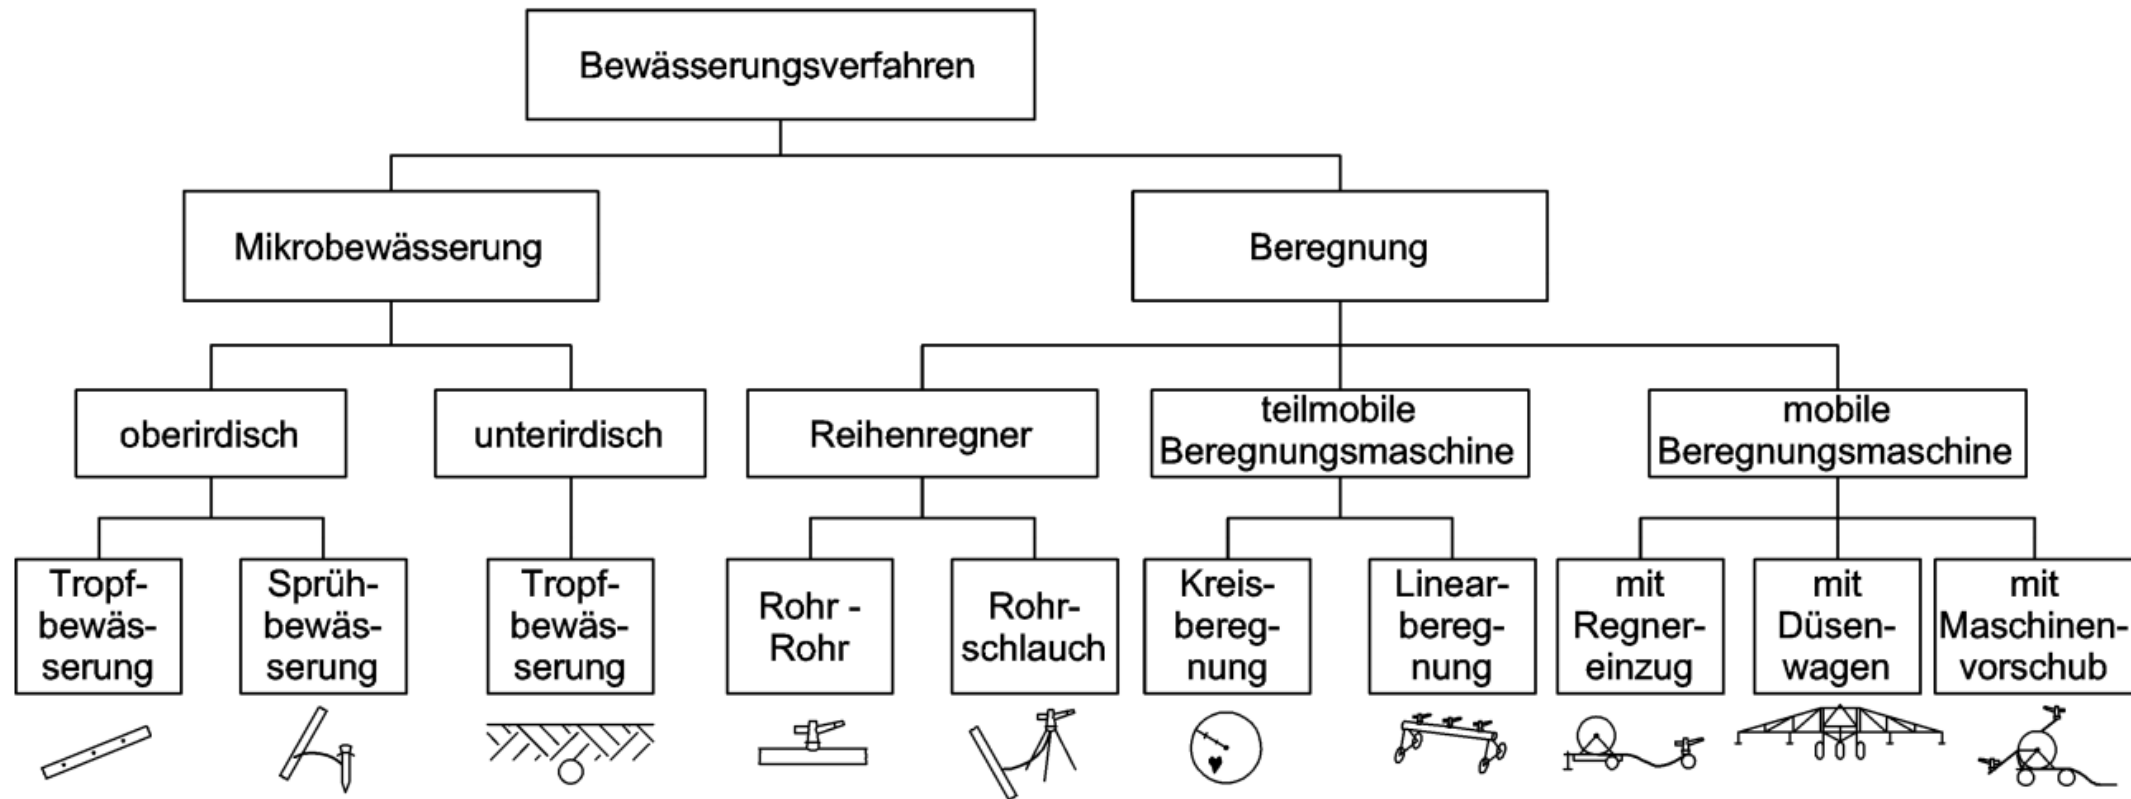 Bewässerungsverfahren
Mikrobewässerung
Beregnung
oberirdisch
unterirdisch
Reihenregner
teilmobile
Beregnungsmaschine
mobile
Beregnungsmaschine
Tropf-
bewäs-
serung
Sprüh-
bewäs-
serung
Tropf-
bewäs-
serung
Rohr -
Rohr
Rohr-
schlauch
Kreis-
bereg-
nung
Linear-
bereg-
nung
mit
Regner-
einzug
mit
Düsen-
wagen
mit
Maschinen-
vorschub